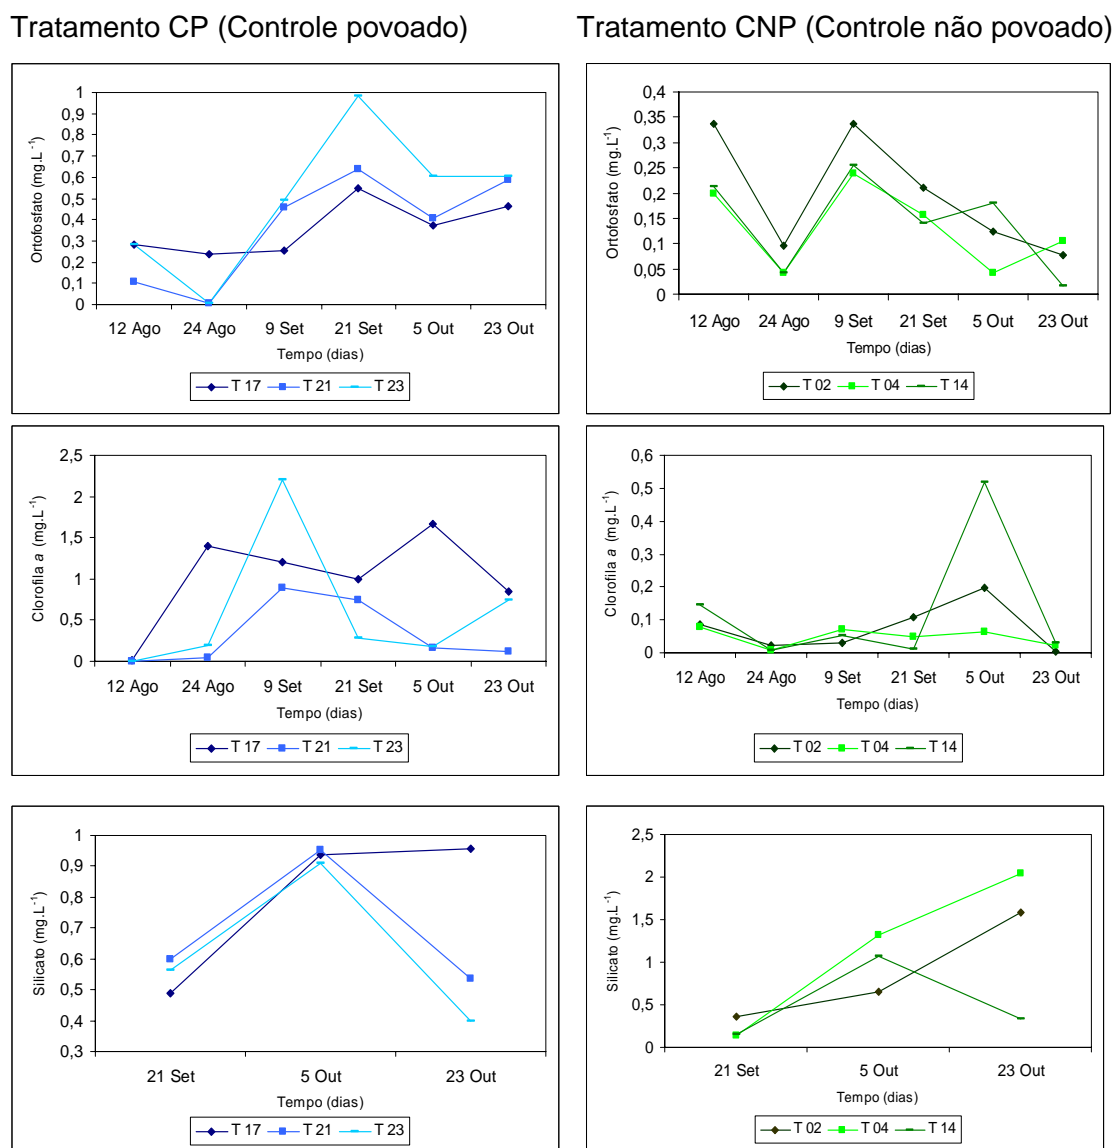 Tratamento CP (Controle povoado)
Tratamento CNP (Controle não povoado)
Ortofosfato (mg.L⁻¹)
1
0,9
0,8
0,7
0,6
0,5
0,4
0,3
0,2
0,1
0
12 Ago 24 Ago 9 Set 21 Set 5 Out 23 Out
Tempo (dias)
T 17 T 21 T 23
Ortofosfato (mg.L⁻¹)
0,4
0,35
0,3
0,25
0,2
0,15
0,1
0,05
0
12 Ago 24 Ago 9 Set 21 Set 5 Out 23 Out
Tempo (dias)
T 02 T 04 T 14
Clorofila a (mg.L⁻¹)
2,5
2
1,5
1
0,5
0
12 Ago 24 Ago 9 Set 21 Set 5 Out 23 Out
Tempo (dias)
T 17 T 21 T 23
Clorofila a (mg.L⁻¹)
0,6
0,5
0,4
0,3
0,2
0,1
0
12 Ago 24 Ago 9 Set 21 Set 5 Out 23 Out
Tempo (dias)
T 02 T 04 T 14
Silicato (mg.L⁻¹)
1
0,9
0,8
0,7
0,6
0,5
0,4
0,3
21 Set 5 Out 23 Out
Tempo (dias)
T 17 T 21 T 23
Silicato (mg.L⁻¹)
2,5
2
1,5
1
0,5
0
21 Set 5 Out 23 Out
Tempo (dias)
T 02 T 04 T 14